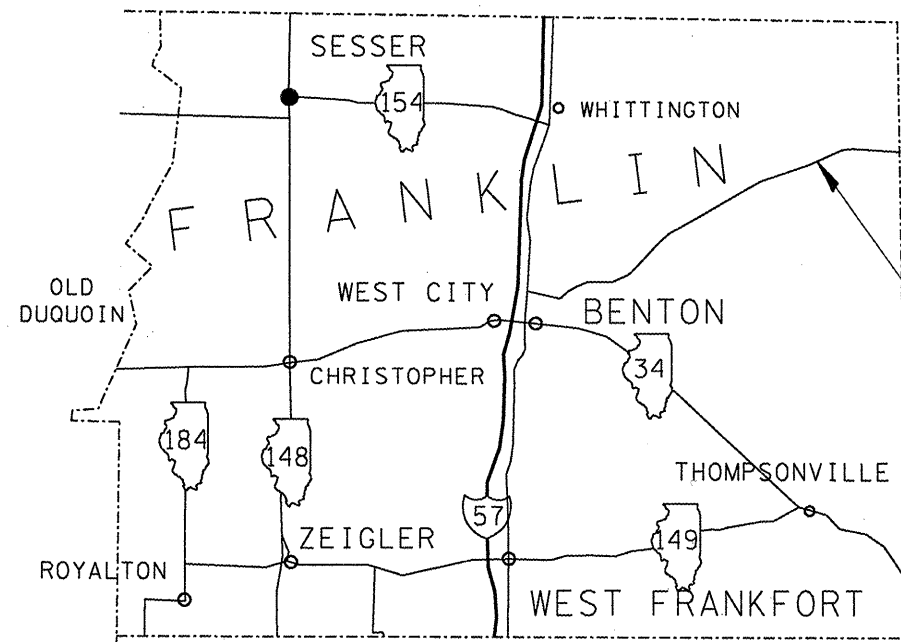 SESSER
154
WHITTINGTON
FRANKLIN
OLD
DUQUOIN
WEST CITY
BENTON
34
CHRISTOPHER
184
148
THOMPSONVILLE
57
ZEIGLER
149
ROYALTON
WEST FRANKFORT